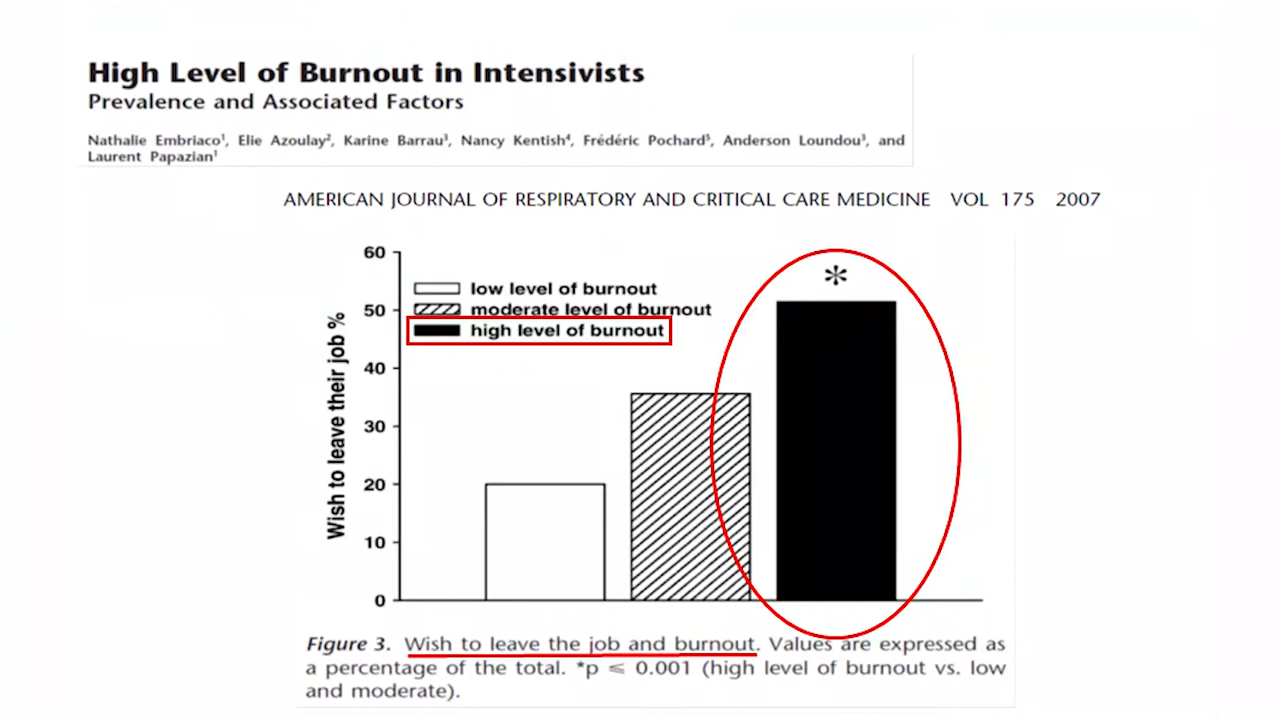 High Level of Burnout in Intensivists
Prevalence and Associated Factors
Nathalie Embriaco¹, Elie Azoulay², Karine Barrau³, Nancy Kentish⁴, Frédéric Pochard⁵, Anderson Loundou³, and
Laurent Papazian¹
AMERICAN JOURNAL OF RESPIRATORY AND CRITICAL CARE MEDICINE VOL 175 2007
60
50
40
30
20
10
0
Wish to leave their job %
low level of burnout
moderate level of burnout
high level of burnout
*
Figure 3. Wish to leave the job and burnout. Values are expressed as
a percentage of the total. *p ⩽ 0.001 (high level of burnout vs. low
and moderate).